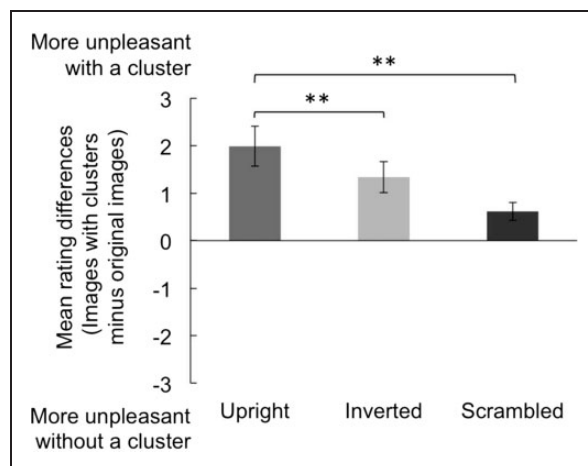 More unpleasant
with a cluster
**
**
Mean rating differences
(Images with clusters
minus original images)
3
2
1
0
-1
-2
-3
More unpleasant
without a cluster
Upright
Inverted
Scrambled